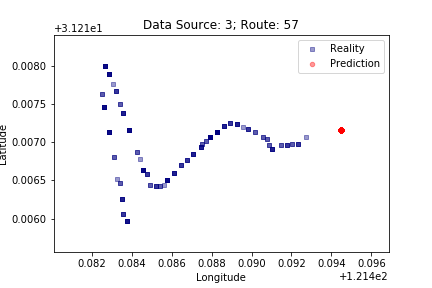 Data Source: 3; Route: 57
+3.121e1
Reality
Prediction
0.0080
0.0075
0.0070
0.0065
0.0060
Latitude
0.082 0.084 0.086 0.088 0.090 0.092 0.094 0.096
Longitude
+1.214e2